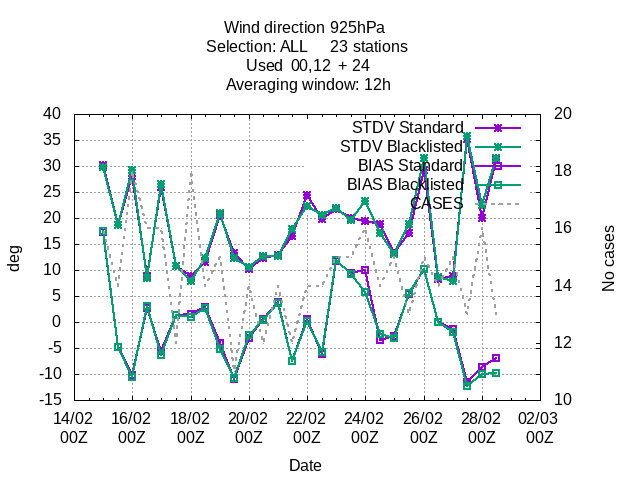 Wind direction 925hPa
Selection: ALL 23 stations
Used 00,12 + 24
Averaging window: 12h
40 20
35 STDV Standard
STDV Blacklisted
30 BIAS Standard 18
25 BIAS Blacklisted
20 CASES
15 16
10
5 14
0
-5 12
-10
-15 10
deg
No cases
14/02 16/02 18/02 20/02 22/02 24/02 26/02 28/02 02/03
00Z 00Z 00Z 00Z 00Z 00Z 00Z 00Z 00Z
Date